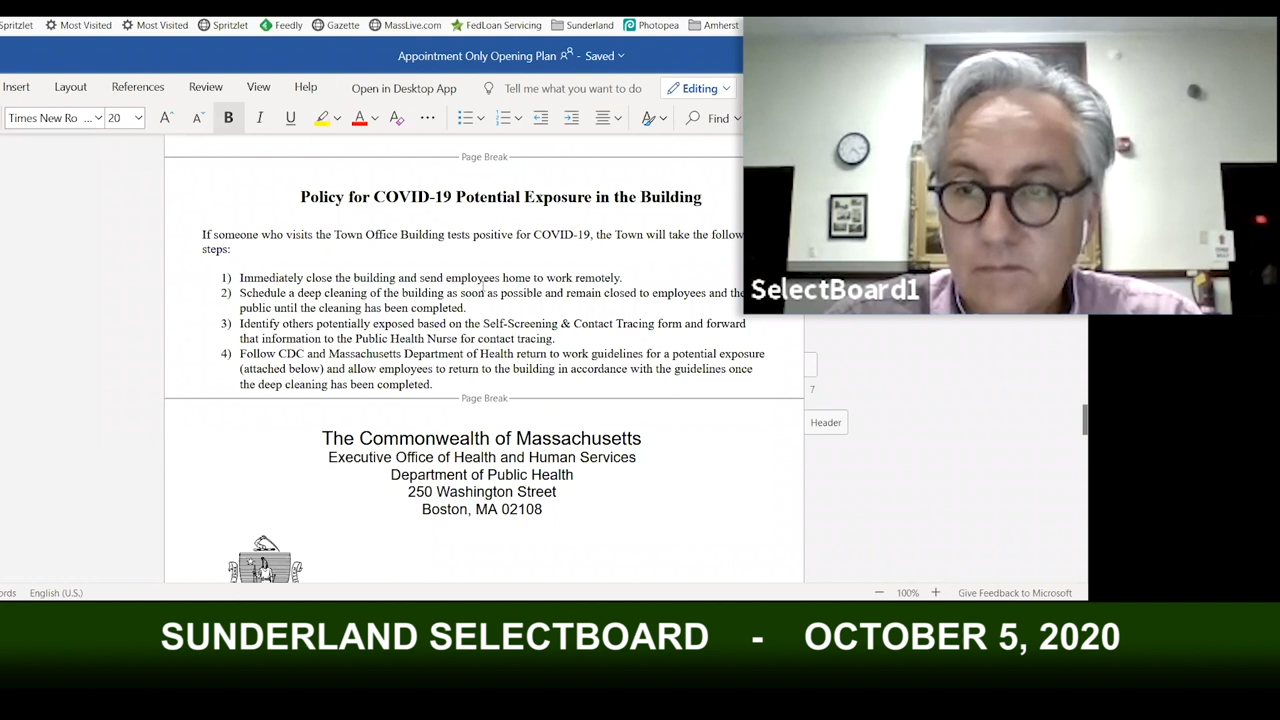 Spritzlet Most Visited Most Visited Spritzlet Feedly Gazette MassLive.com FedLoan Servicing Sunderland Photopea Amherst
Appointment Only Opening Plan - Saved
Insert Layout References Review View Help Open in Desktop App Tell me what you want to do Editing
Times New Ro ... 20 A A B I U A A ... Find
Page Break
Policy for COVID-19 Potential Exposure in the Building
If someone who visits the Town Office Building tests positive for COVID-19, the Town will take the follow
steps:
1) Immediately close the building and send employees home to work remotely.
2) Schedule a deep cleaning of the building as soon as possible and remain closed to employees and the
public until the cleaning has been completed.
3) Identify others potentially exposed based on the Self-Screening & Contact Tracing form and forward
that information to the Public Health Nurse for contact tracing.
4) Follow CDC and Massachusetts Department of Health return to work guidelines for a potential exposure
(attached below) and allow employees to return to the building in accordance with the guidelines once
the deep cleaning has been completed.
Page Break
7
Header
The Commonwealth of Massachusetts
Executive Office of Health and Human Services
Department of Public Health
250 Washington Street
Boston, MA 02108
ords English (U.S.) 100% Give Feedback to Microsoft
SelectBoard1
SUNDERLAND SELECTBOARD - OCTOBER 5, 2020